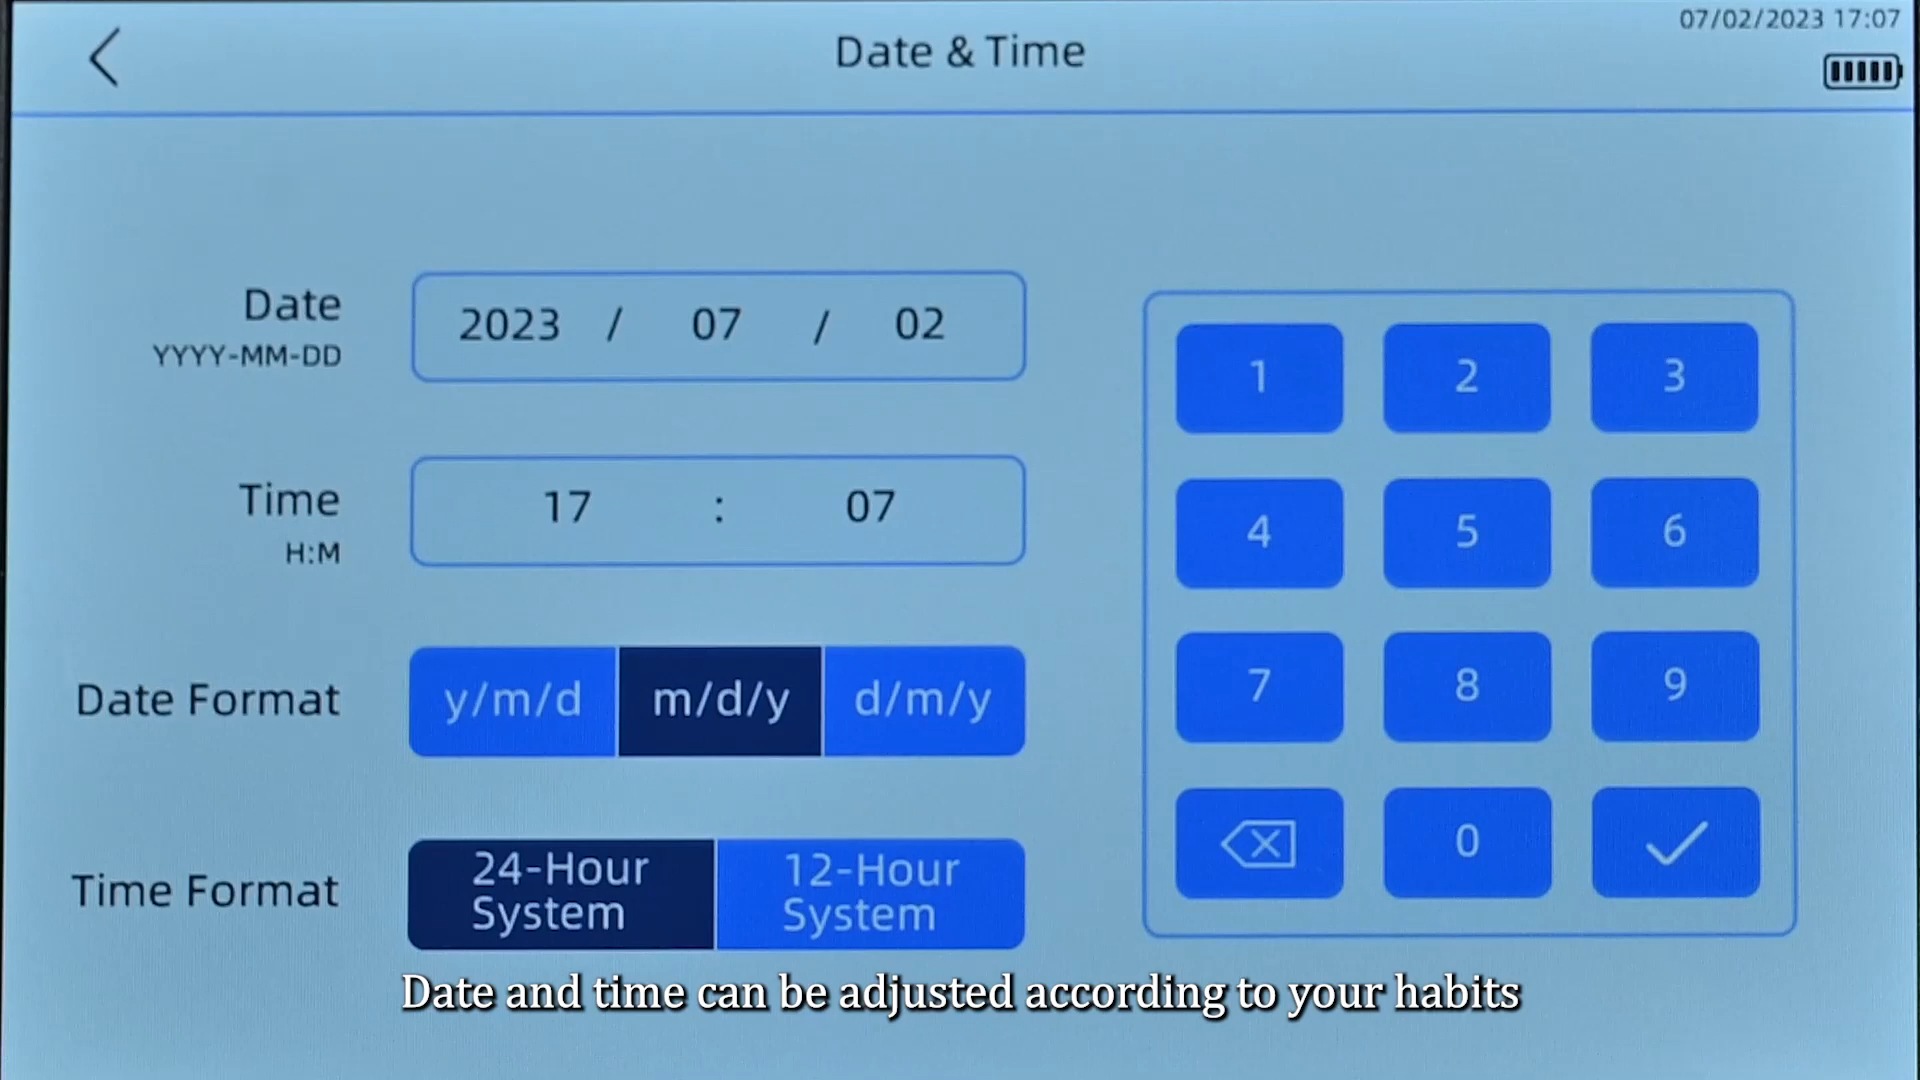 07/02/2023 17:07
Date & Time
Date
YYYY-MM-DD
2023 / 07 / 02
Time
H:M
17 : 07
Date Format
y/m/d m/d/y d/m/y
Time Format
24-Hour
System
12-Hour
System
1 2 3
4 5 6
7 8 9
0
Date and time can be adjusted according to your habits